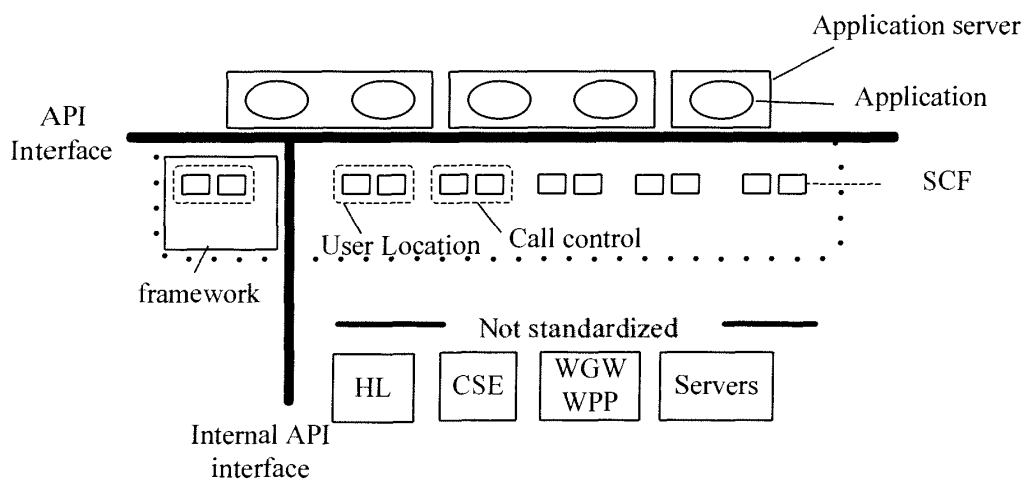 Application server
Application
API
Interface
SCF
User Location
Call control
framework
Not standardized
HL
CSE
WGW
WPP
Servers
Internal API
interface